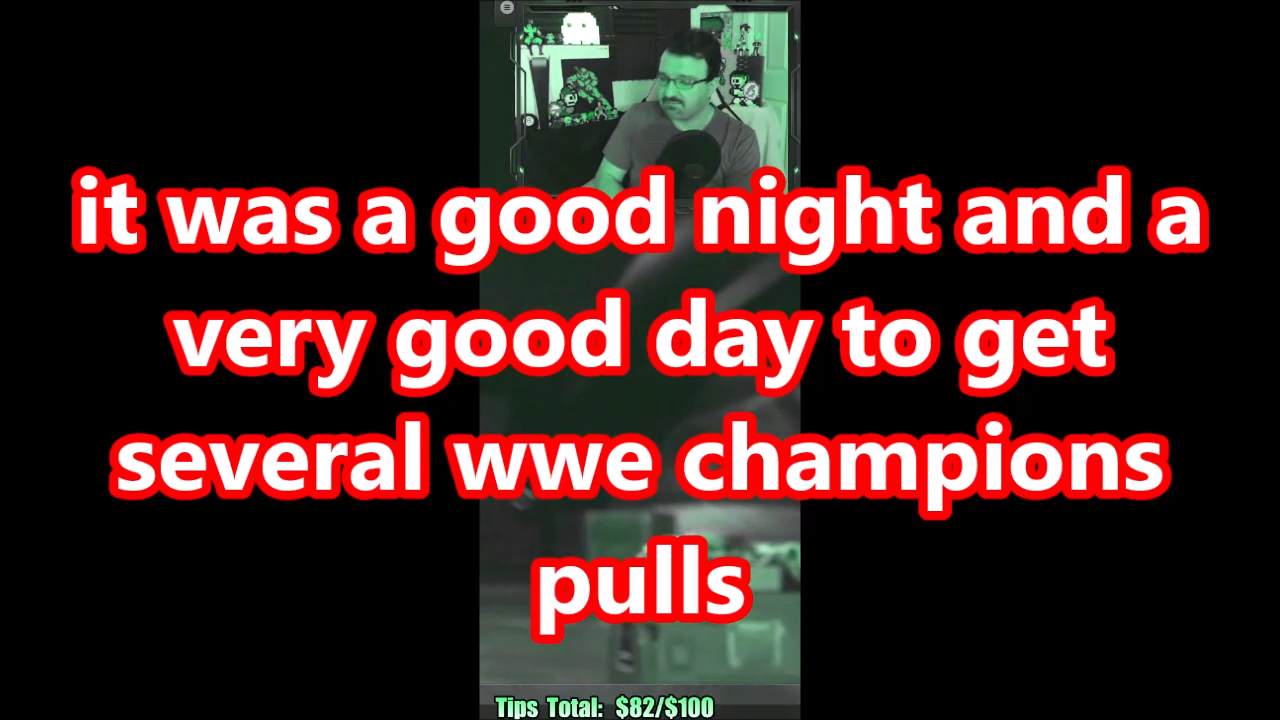 it was a good night and a
very good day to get
several wwe champions
pulls
Tips Total: $82/$100